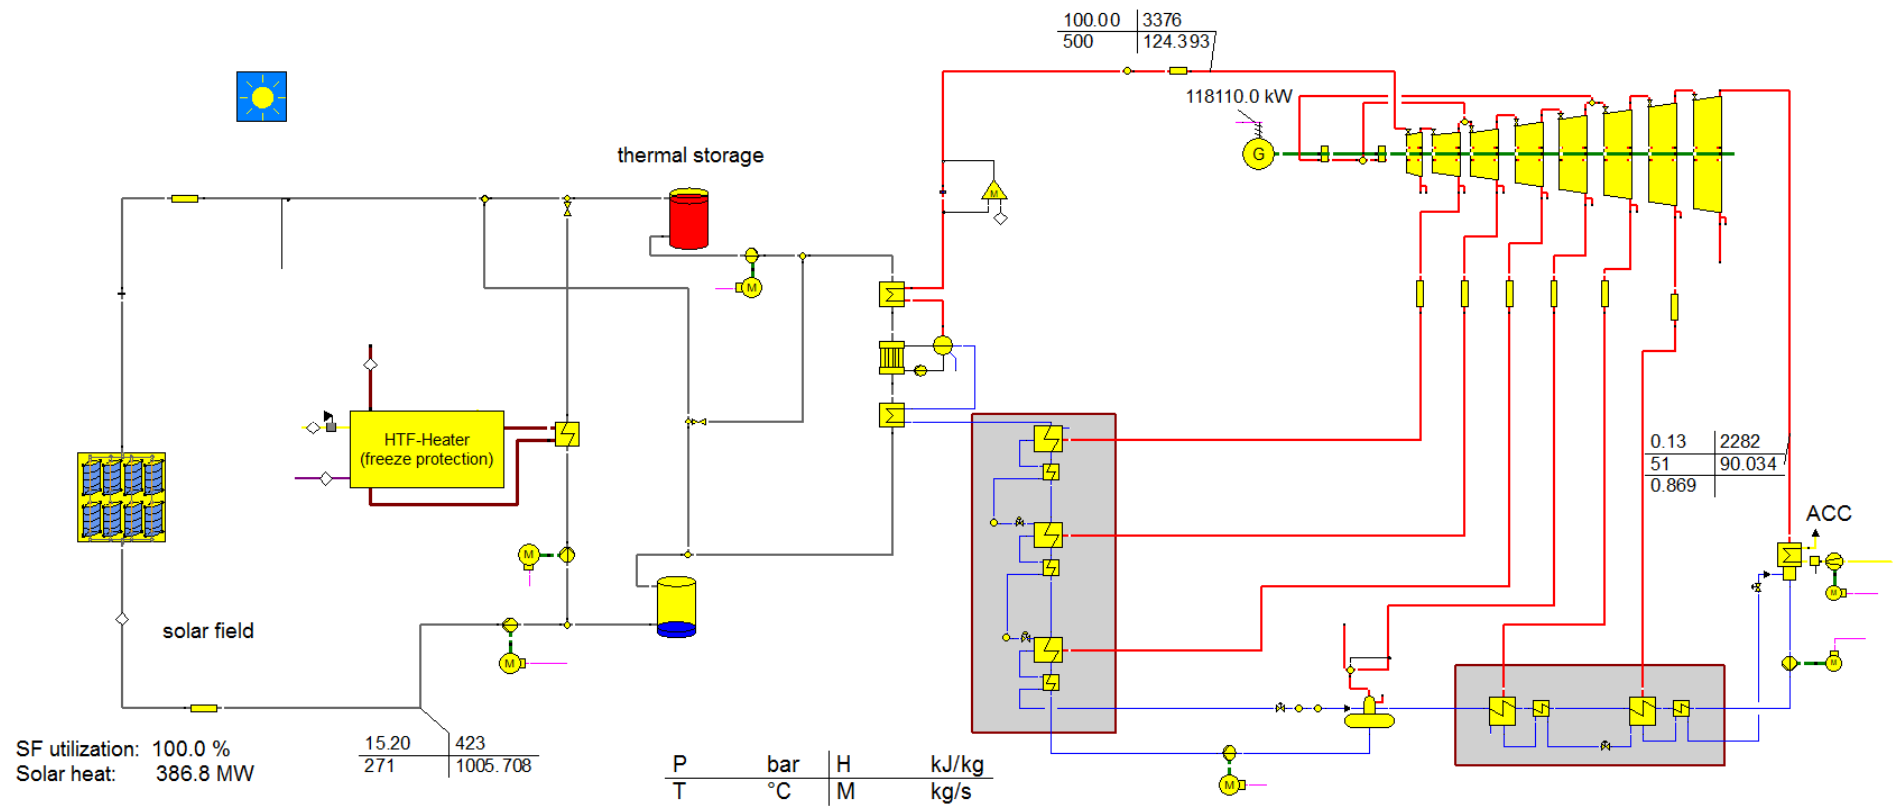 100.00 3376
500 124.393
118110.0 kW
G
thermal storage
M
M
HTF-Heater
(freeze protection)
0.13 2282
51 90.034
0.869
ACC
M
M
M
solar field
M
15.20 423
271 1005.708
SF utilization: 100.0 %
Solar heat: 386.8 MW
P bar H kJ/kg
T °C M kg/s
M